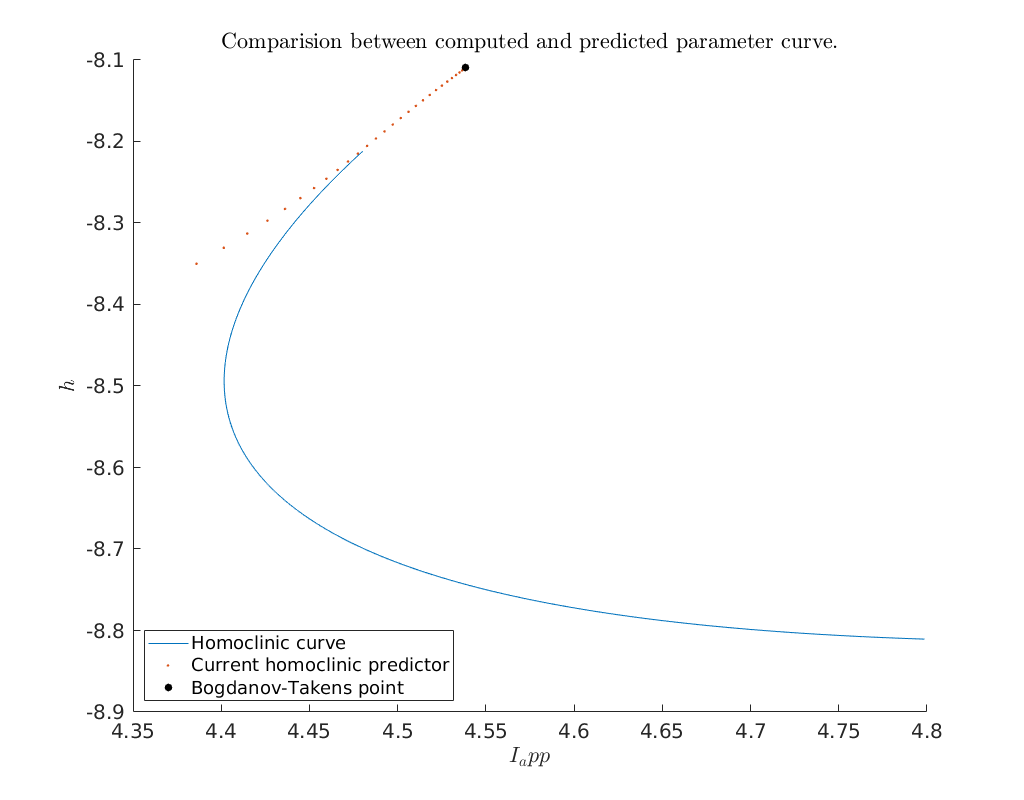 Comparision between computed and predicted parameter curve.
-8.1
-8.2
-8.3
-8.4
-8.5
-8.6
-8.7
-8.8
-8.9
h
Homoclinic curve
Current homoclinic predictor
Bogdanov-Takens point
4.35 4.4 4.45 4.5 4.55 4.6 4.65 4.7 4.75 4.8
I_app